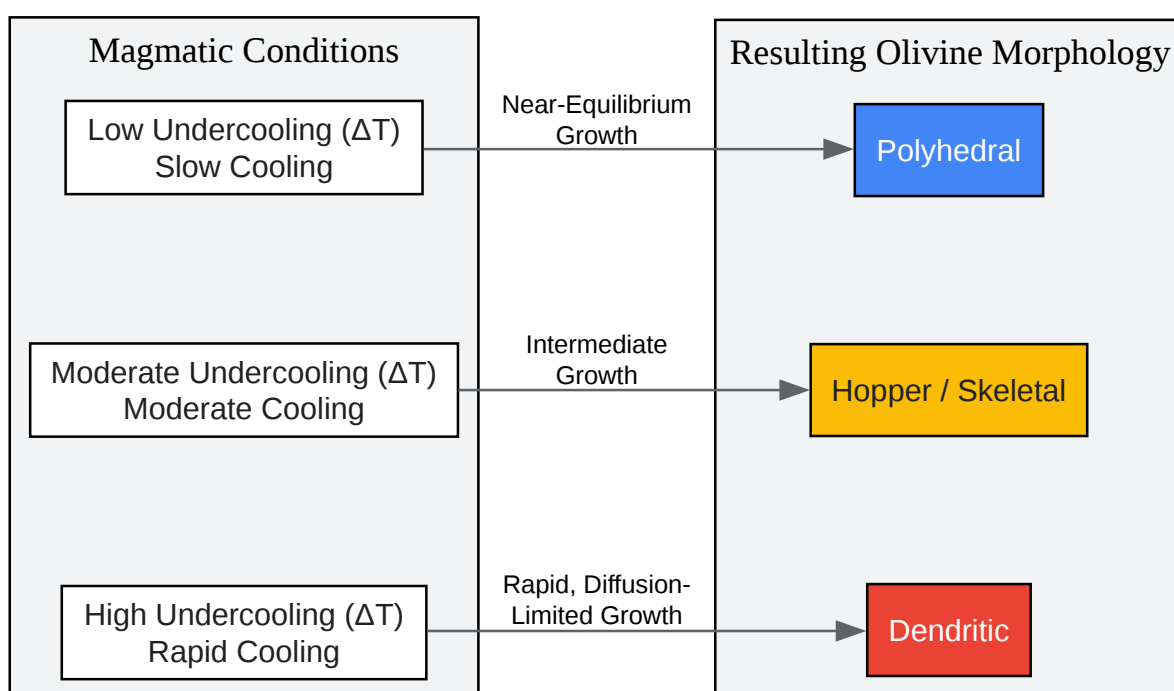 Magmatic Conditions
Resulting Olivine Morphology
Low Undercooling (ΔT)
Slow Cooling
Near-Equilibrium
Growth
Polyhedral
Moderate Undercooling (ΔT)
Moderate Cooling
Intermediate
Growth
Hopper / Skeletal
High Undercooling (ΔT)
Rapid Cooling
Rapid, Diffusion-
Limited Growth
Dendritic